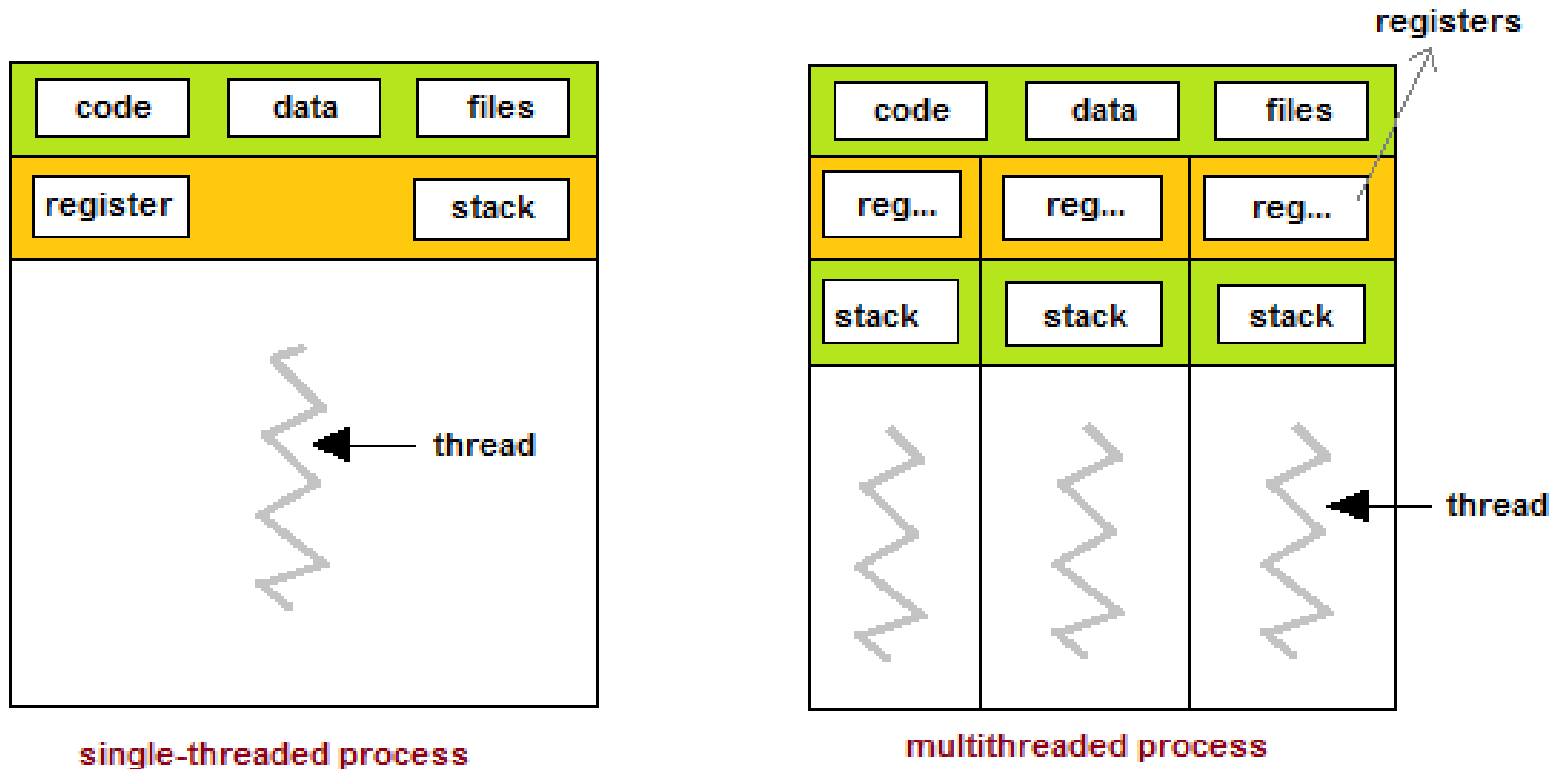 registers
code
data
files
register
stack
thread
single-threaded process
code
data
files
reg...
reg...
reg...
stack
stack
stack
thread
multithreaded process